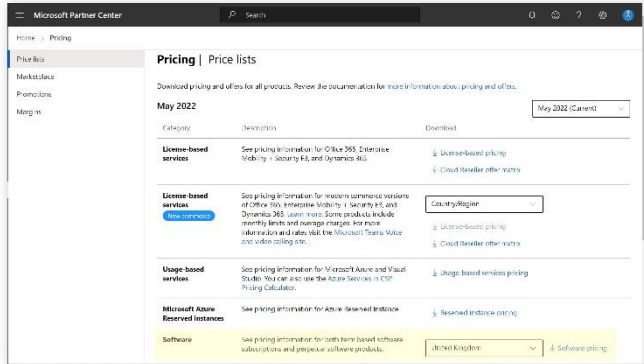 Microsoft Partner Center
Search
Home
Pricing
Price lists
Marketplace
Promotions
Margins
Pricing | Price lists
Download pricing and offers for all products. Review the documentation for more information about pricing and offers.
May 2022
May 2022 (Current)
Category
Description
Download
License-based
services
See pricing information for Office 365, Enterprise
Mobility + Security E3, and Dynamics 365.
License-based pricing
Cloud Reseller offer matrix
License-based
services
New commerce
See pricing information for modern commerce versions
of Office 365, Enterprise Mobility + Security E3, and
Dynamics 365. Learn more. Some products include
monthly limits and overage charges. For more
information and rates visit the Microsoft Teams Voice
and video calling site.
Country/Region
License-based pricing
Cloud Reseller offer matrix
Usage-based
services
See pricing information for Microsoft Azure and Visual
Studio. You can also use the Azure Services in CSP
Pricing Calculator.
Usage-based services pricing
Microsoft Azure
Reserved Instances
See pricing information for Azure Reserved Instance
Reserved Instance pricing
Software
See pricing information for both term based software
subscriptions and perpetual software products.
United Kingdom
Software pricing